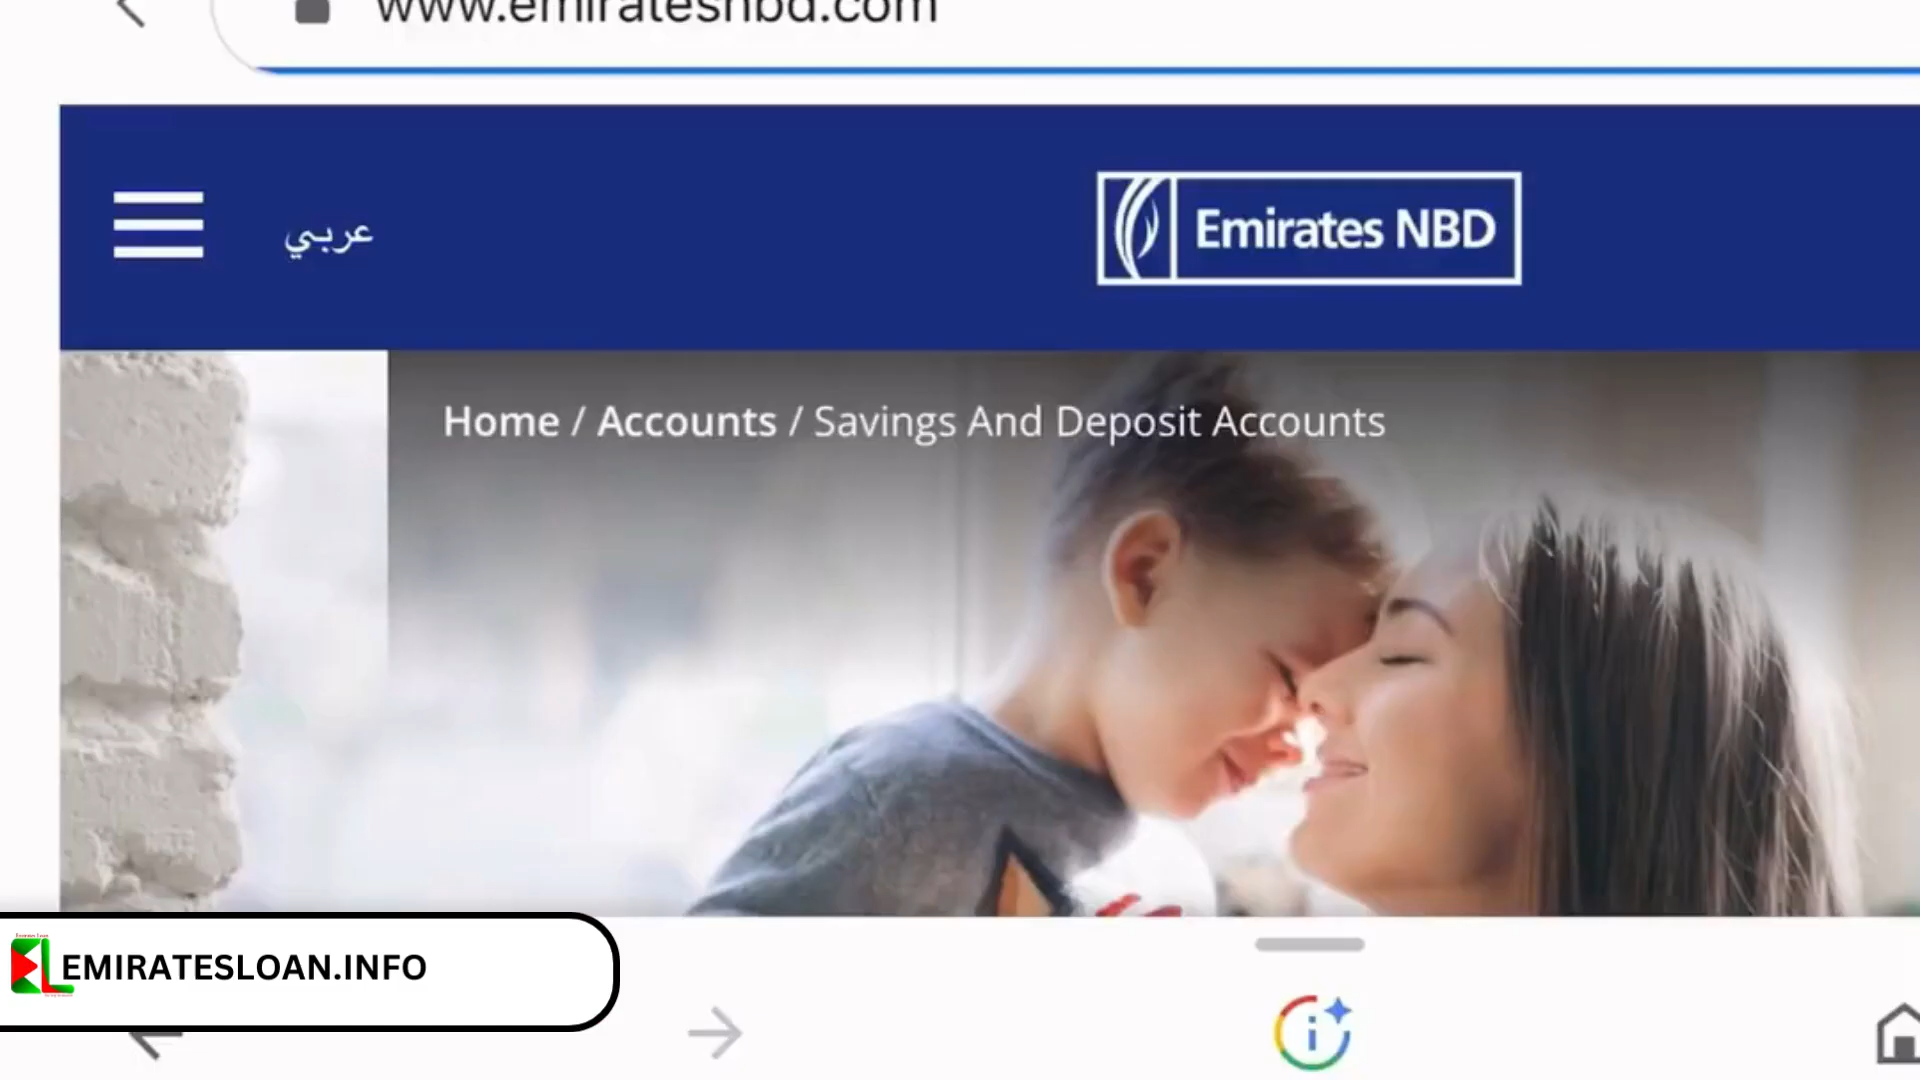 www.emiratesnbd.com
عربي
Emirates NBD
Home / Accounts / Savings And Deposit Accounts
EMIRATESLOAN.INFO